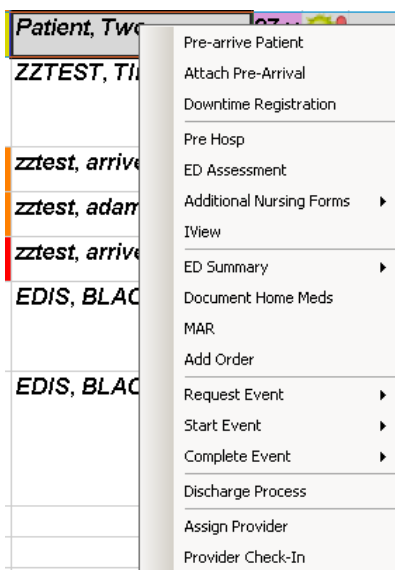 Patient, Two
Pre-arrive Patient
ZZTEST,
Attach Pre-Arrival
Downtime Registration
Pre Hosp
zztest, arrive
ED Assessment
zztest, adam
Additional Nursing Forms
IView
zztest, arrive
ED Summary
EDIS, BLAC
Document Home Meds
MAR
Add Order
EDIS, BLAC
Request Event
Start Event
Complete Event
Discharge Process
Assign Provider
Provider Check-In